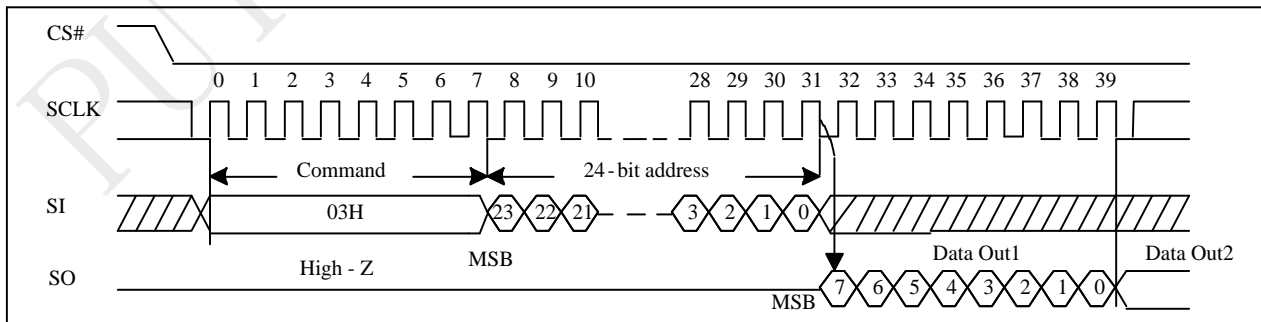 CS#
0 1 2 3 4 5 6 7 8 9 10 28 29 30 31 32 33 34 35 36 37 38 39
SCLK
Command 24-bit address
SI 03H 23 22 21 3 2 1 0
MSB Data Out1 Data Out2
High - Z
SO 7 6 5 4 3 2 1 0
MSB